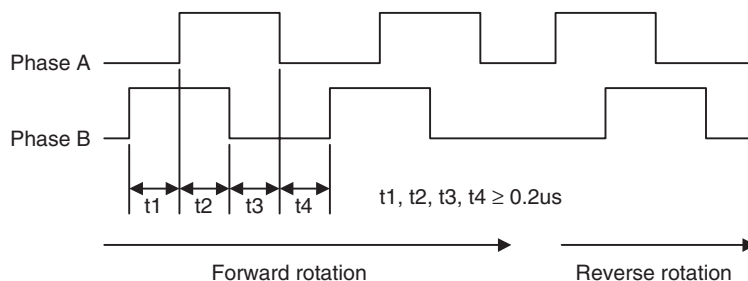 Phase A
Phase B
t1 t2 t3 t4
t1, t2, t3, t4 ≥ 0.2us
Forward rotation
Reverse rotation